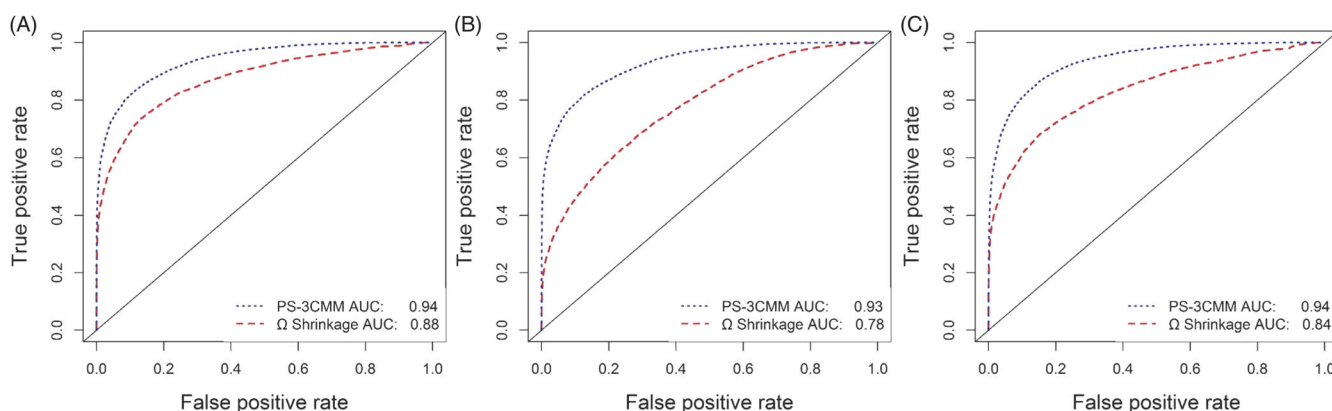 (A)
True positive rate
1.0
0.8
0.6
0.4
0.2
0.0
PS-3CMM AUC: 0.94
Ω Shrinkage AUC: 0.88
0.0 0.2 0.4 0.6 0.8 1.0
False positive rate
(B)
True positive rate
1.0
0.8
0.6
0.4
0.2
0.0
PS-3CMM AUC: 0.93
Ω Shrinkage AUC: 0.78
0.0 0.2 0.4 0.6 0.8 1.0
False positive rate
(C)
True positive rate
1.0
0.8
0.6
0.4
0.2
0.0
PS-3CMM AUC: 0.94
Ω Shrinkage AUC: 0.84
0.0 0.2 0.4 0.6 0.8 1.0
False positive rate